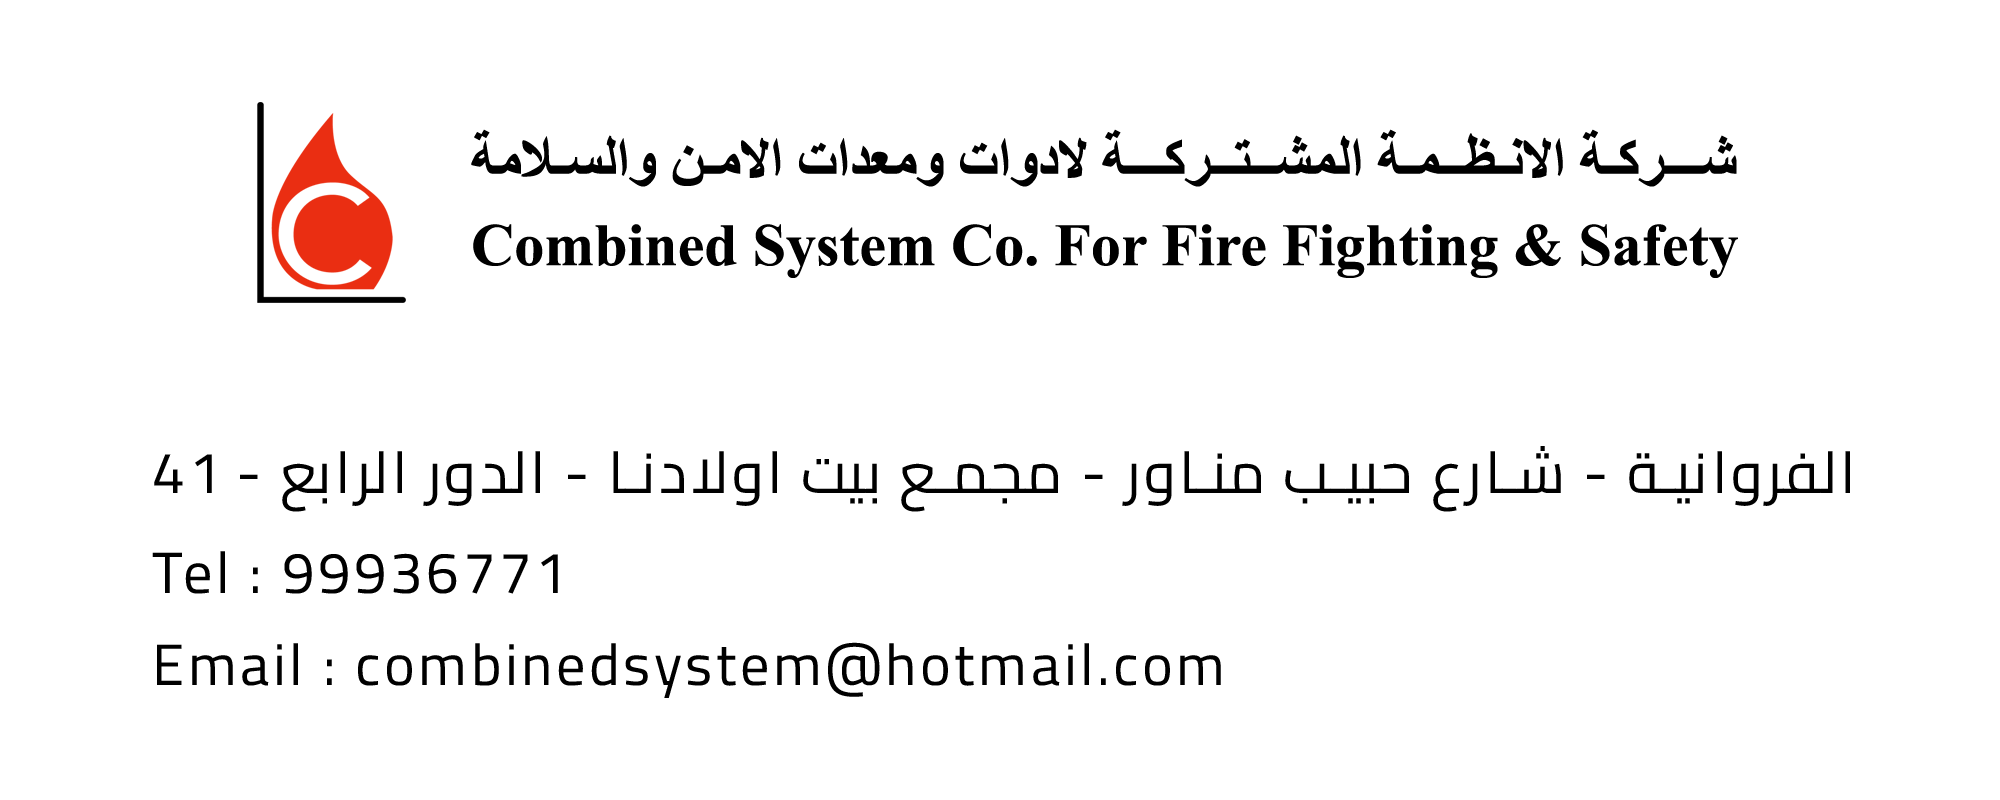 شركة الانظمة المشتركة لادوات ومعدات الامن والسلامة
Combined System Co. For Fire Fighting & Safety
الفروانية - شارع حبيب مناور - مجمع بيت اولادنا - الدور الرابع - 41
Tel : 99936771
Email : combinedsystem@hotmail.com